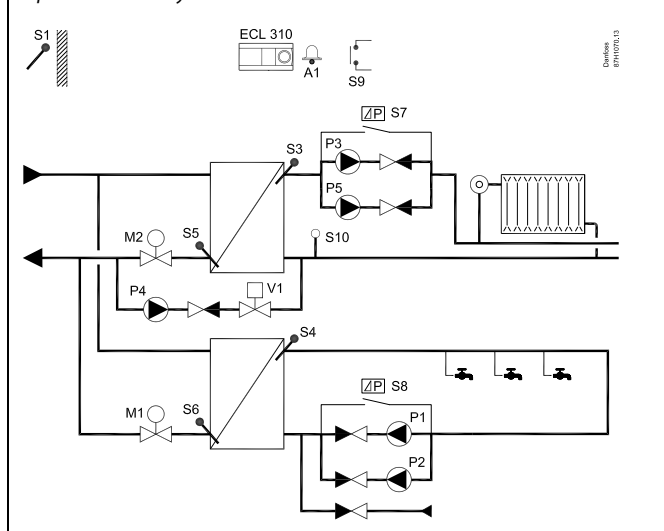 S1
ECL 310
A1
S9
Danfoss
87H1070.13
⊿P S7
P3
S3
P5
M2
S5
S10
P4
V1
S4
⊿P S8
M1
S6
P1
P2